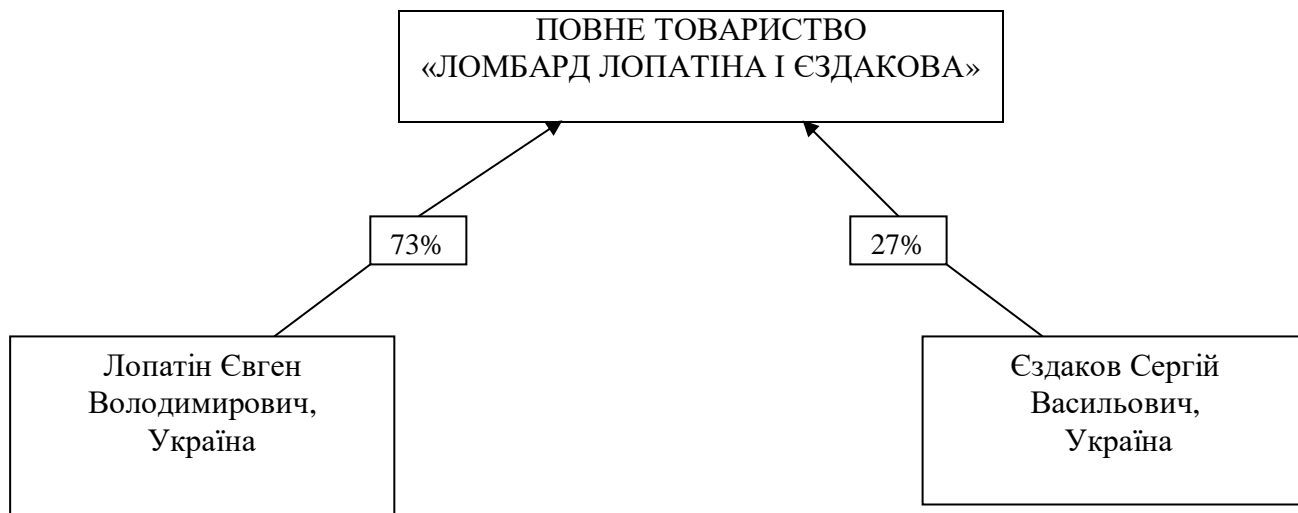 ПОВНЕ ТОВАРИСТВО
«ЛОМБАРД ЛОПАТІНА І ЄЗДАКОВА»
73%
27%
Лопатін Євген
Володимирович,
Україна
Єздаков Сергій
Васильович,
Україна